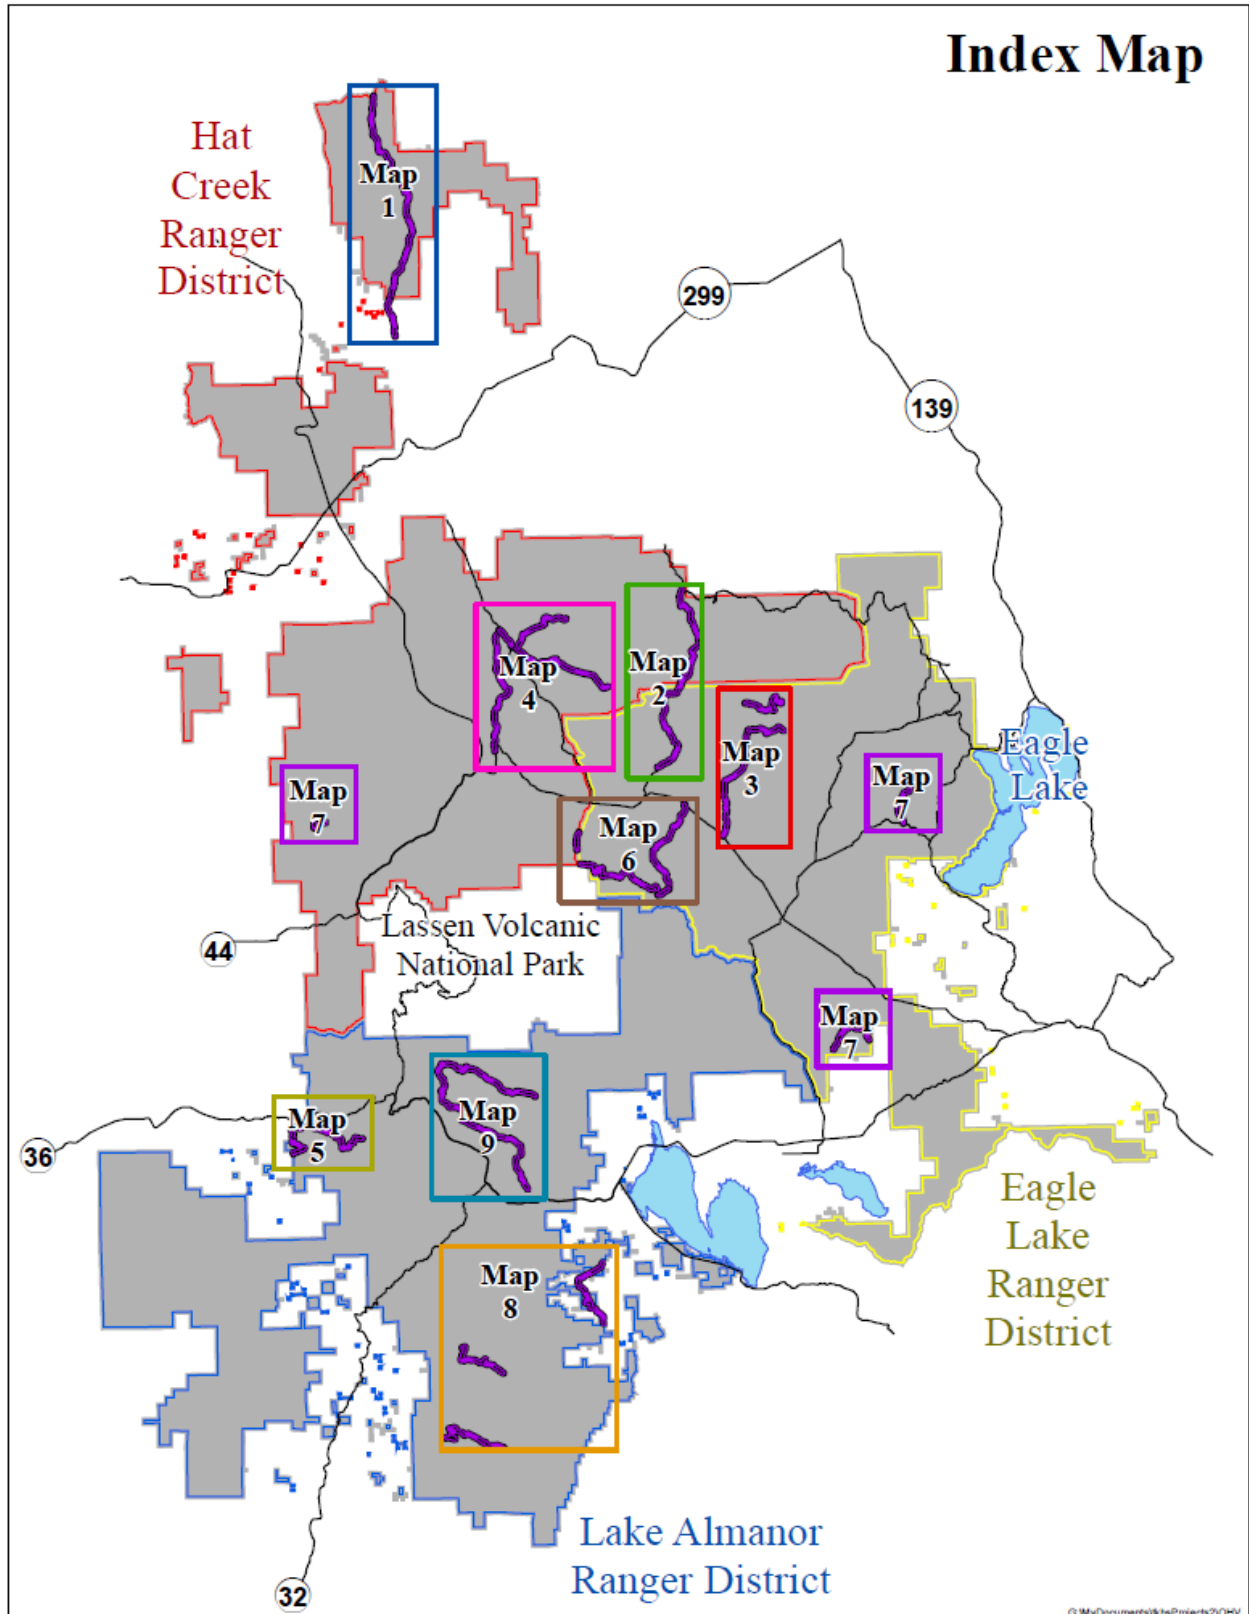 Index Map
Hat
Creek
Ranger
District
Map
1
299
139
Map
4
Map
2
Map
3
Eagle
Lake
Map
7
Map
7
Map
6
Lassen Volcanic
National Park
44
Map
7
Map
5
Map
9
36
Eagle
Lake
Ranger
District
Map
8
Lake Almanor
Ranger District
32